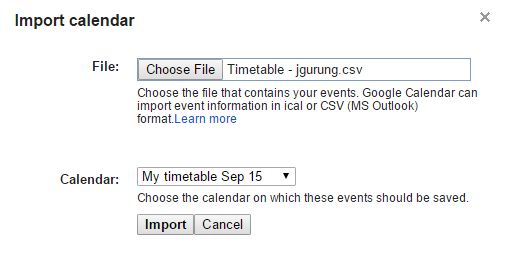 Import calendar
File: Choose File Timetable - jgurung.csv
Choose the file that contains your events. Google Calendar can
import event information in ical or CSV (MS Outlook)
format.Learn more
Calendar: My timetable Sep 15
Choose the calendar on which these events should be saved.
Import Cancel